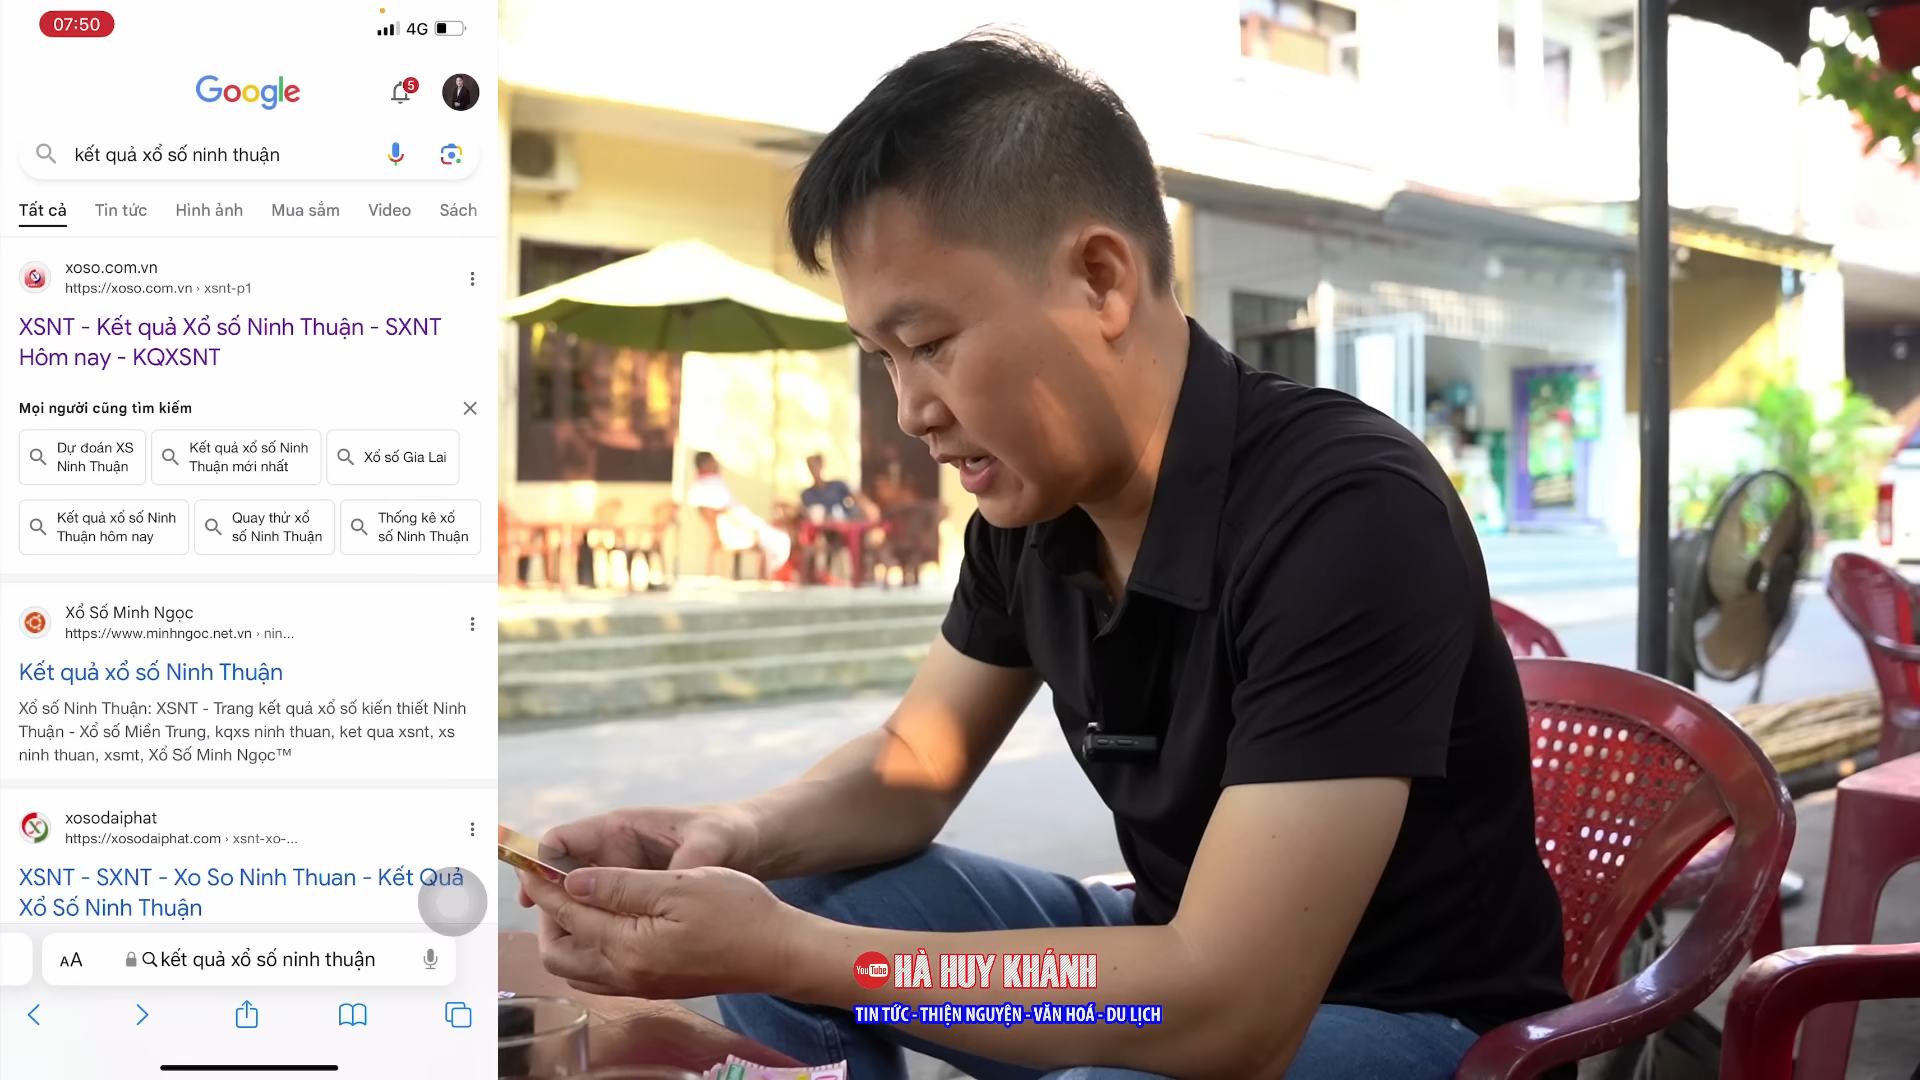 07:50
4G
Google
5
kết quả xổ số ninh thuận
Tất cả Tin tức Hình ảnh Mua sắm Video Sách
xoso.com.vn
https://xoso.com.vn › xsnt-p1
XSNT - Kết quả Xổ số Ninh Thuận - SXNT
Hôm nay - KQXSNT
Mọi người cũng tìm kiếm
Dự đoán XS
Ninh Thuận
Kết quả xổ số Ninh
Thuận mới nhất
Xổ số Gia Lai
Kết quả xổ số Ninh
Thuận hôm nay
Quay thử xổ
số Ninh Thuận
Thống kê xổ
số Ninh Thuận
Xổ Số Minh Ngọc
https://www.minhngoc.net.vn › nin...
Kết quả xổ số Ninh Thuận
Xổ số Ninh Thuận: XSNT - Trang kết quả xổ số kiến thiết Ninh
Thuận - Xổ số Miền Trung, kqxs ninh thuan, ket qua xsnt, xs
ninh thuan, xsmt, Xổ Số Minh Ngọc™
xosodaiphat
https://xosodaiphat.com › xsnt-xo-...
XSNT - SXNT - Xo So Ninh Thuan - Kết Quả
Xổ Số Ninh Thuận
AA kết quả xổ số ninh thuận
YouTube HÀ HUY KHÁNH
TIN TỨC - THIỆN NGUYỆN - VĂN HOÁ - DU LỊCH